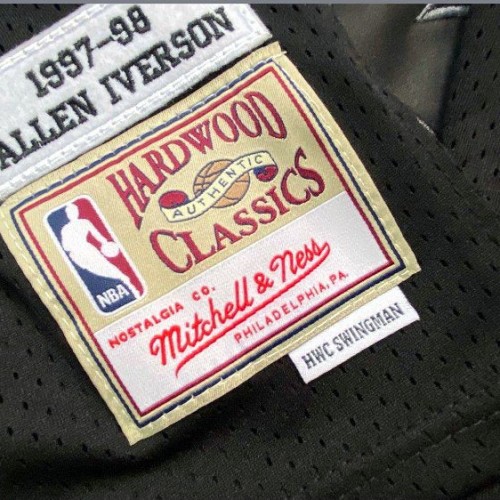 1997-98
ALLEN IVERSON
HARDWOOD
AUTHENTIC
CLASSICS
NBA
NOSTALGIA CO.
Mitchell & Ness
PHILADELPHIA, PA.
HWC SWINGMAN